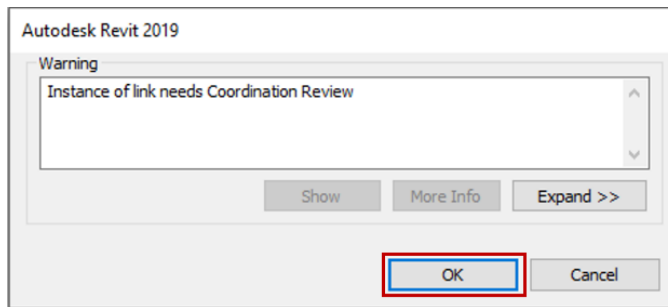 Autodesk Revit 2019
Warning
Instance of link needs Coordination Review
Show
More Info
Expand >>
OK
Cancel